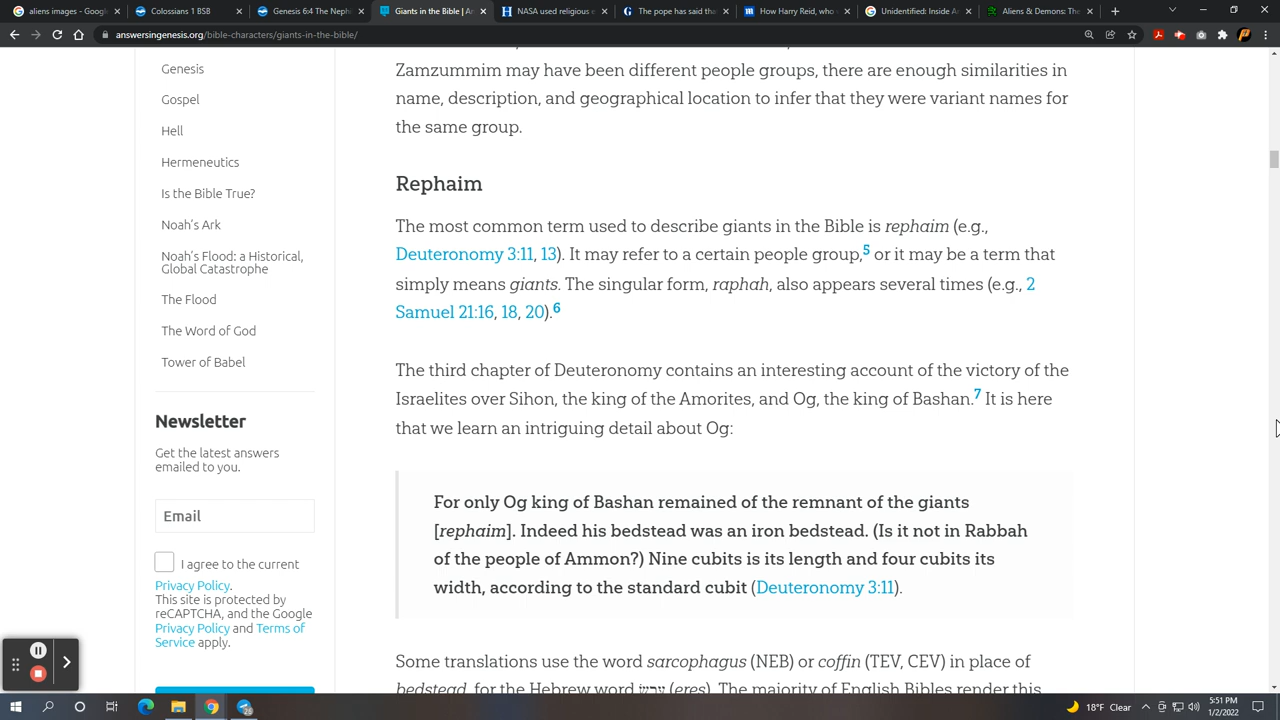 aliens images - Google
Colossians 1 BSB
Genesis 6:4 The Neph
Giants in the Bible | An
NASA used religious e
The pope has said tha
How Harry Reid, who
Unidentified: Inside Ar
Aliens & Demons: The
answersingenesis.org/bible-characters/giants-in-the-bible/
Genesis
Gospel
Hell
Hermeneutics
Is the Bible True?
Noah's Ark
Noah's Flood: a Historical,
Global Catastrophe
The Flood
The Word of God
Tower of Babel
Newsletter
Get the latest answers
emailed to you.
Email
I agree to the current
Privacy Policy.
This site is protected by
reCAPTCHA, and the Google
Privacy Policy and Terms of
Service apply.
Zamzummim may have been different people groups, there are enough similarities in
name, description, and geographical location to infer that they were variant names for
the same group.
Rephaim
The most common term used to describe giants in the Bible is rephaim (e.g.,
Deuteronomy 3:11, 13). It may refer to a certain people group,5 or it may be a term that
simply means giants. The singular form, raphah, also appears several times (e.g., 2
Samuel 21:16, 18, 20).6
The third chapter of Deuteronomy contains an interesting account of the victory of the
Israelites over Sihon, the king of the Amorites, and Og, the king of Bashan.7 It is here
that we learn an intriguing detail about Og:
For only Og king of Bashan remained of the remnant of the giants
[rephaim]. Indeed his bedstead was an iron bedstead. (Is it not in Rabbah
of the people of Ammon?) Nine cubits is its length and four cubits its
width, according to the standard cubit (Deuteronomy 3:11).
Some translations use the word sarcophagus (NEB) or coffin (TEV, CEV) in place of
bedstead for the Hebrew word ערש (eres). The majority of English Bibles render this
18°F Clear
5:51 PM
1/2/2022